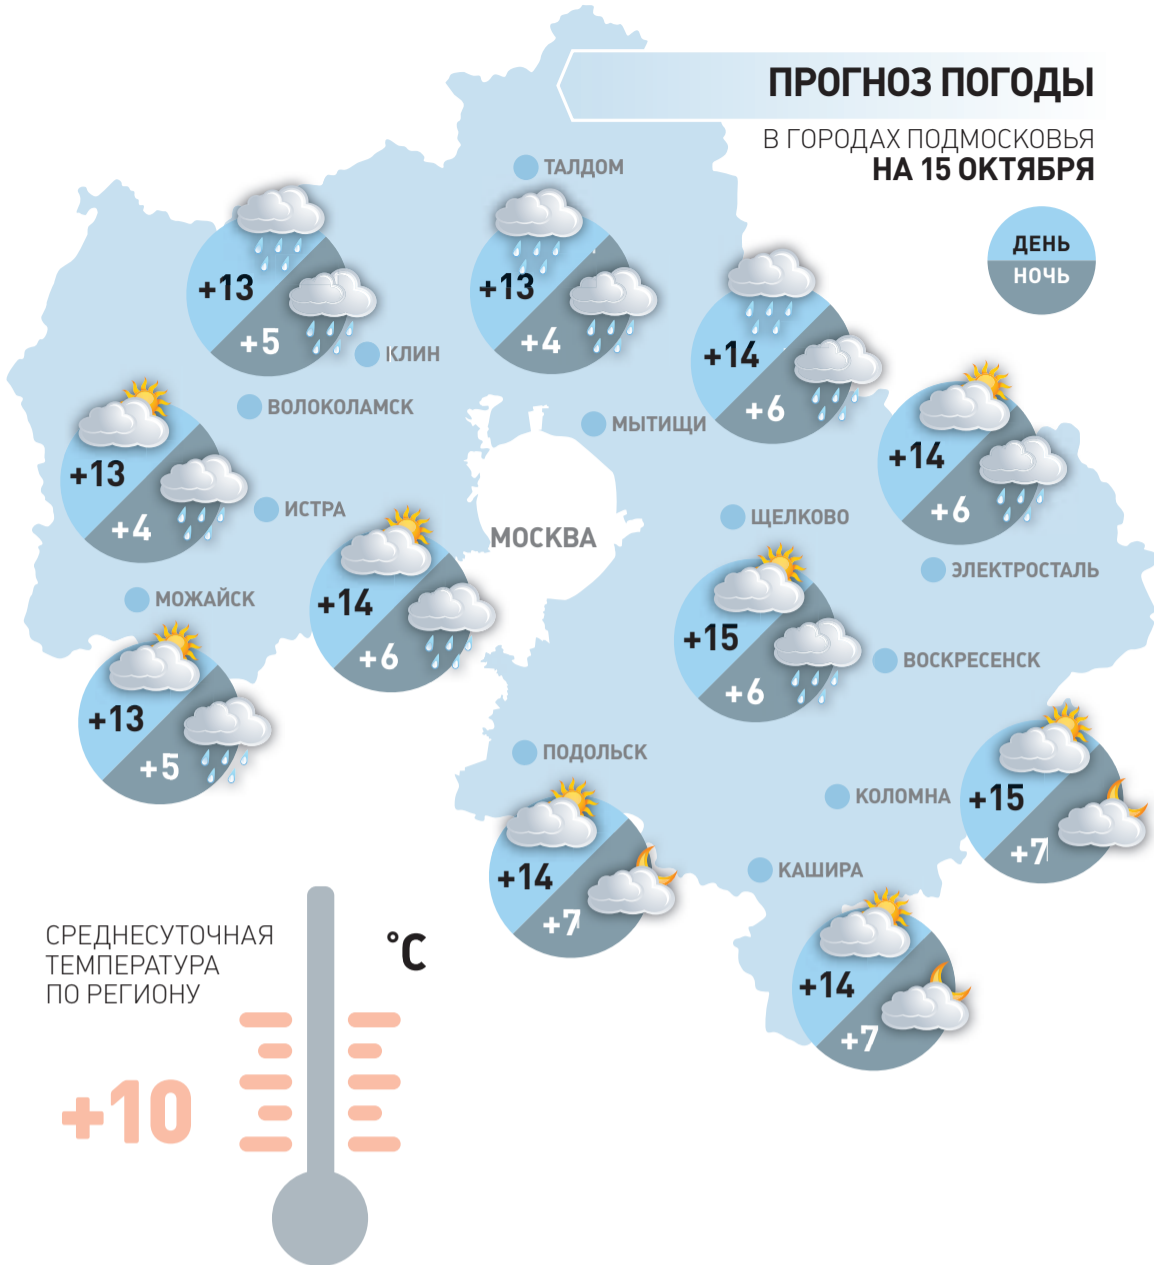 ПРОГНОЗ ПОГОДЫ
В ГОРОДАХ ПОДМОСКОВЬЯ
НА 15 ОКТЯБРЯ
ДЕНЬ
НОЧЬ
ТАЛДОМ
+13
+4
+13
+5
КЛИН
+14
+6
ВОЛОКОЛАМСК
МЫТИЩИ
+13
+4
+14
+6
ИСТРА
ЩЕЛКОВО
МОСКВА
ЭЛЕКТРОСТАЛЬ
МОЖАЙСК
+14
+6
+15
+6
ВОСКРЕСЕНСК
+13
+5
ПОДОЛЬСК
КОЛОМНА
+15
+7
КАШИРА
+14
+7
+14
+7
СРЕДНЕСУТОЧНАЯ
ТЕМПЕРАТУРА
ПО РЕГИОНУ
°C
+10